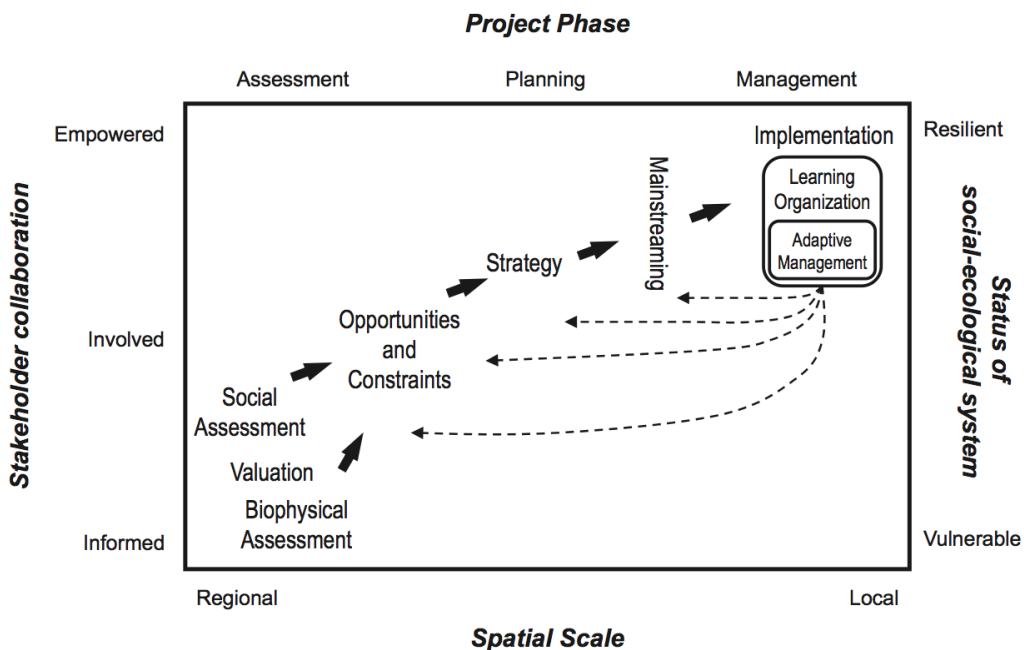 Project Phase
Assessment
Planning
Management
Empowered
Involved
Informed
Stakeholder collaboration
Implementation
Learning
Organization
Adaptive
Management
Mainstreaming
Strategy
Opportunities
and
Constraints
Social
Assessment
Valuation
Biophysical
Assessment
Resilient
Vulnerable
Status of
social-ecological system
Regional
Local
Spatial Scale